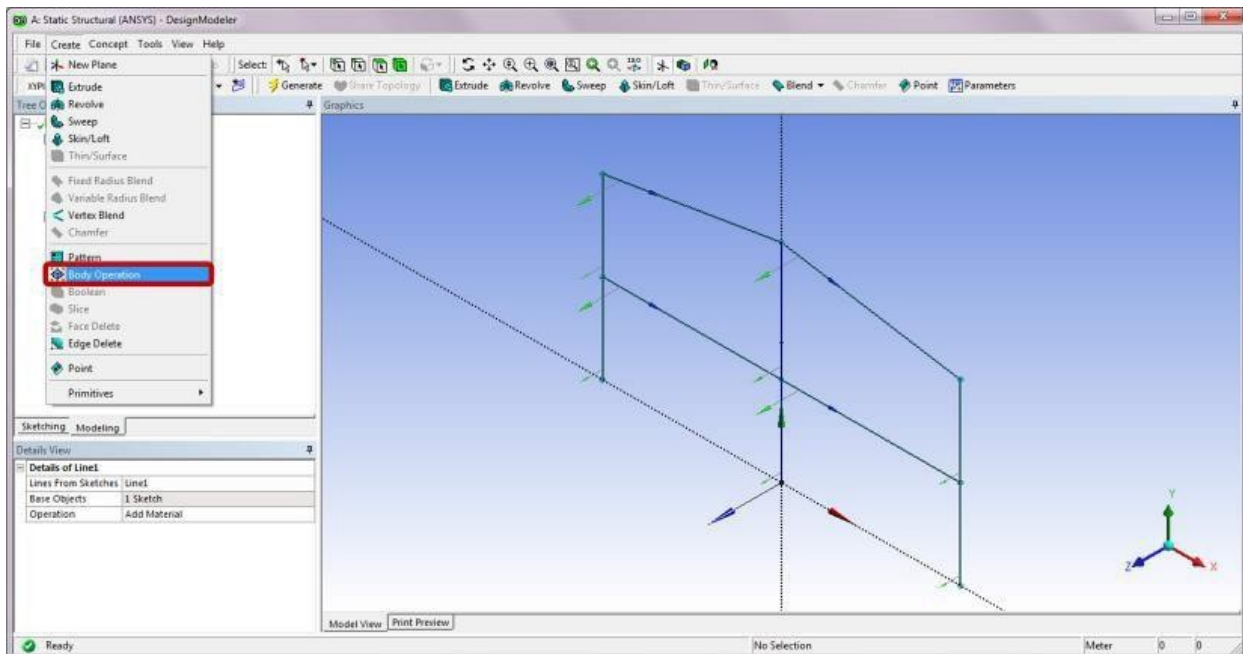 A: Static Structural (ANSYS) - DesignModeler
File Create Concept Tools View Help
Select:
XYPl
Generate Share Topology Extrude Revolve Sweep Skin/Loft Thin/Surface Blend Chamfer Point Parameters
New Plane
Extrude
Revolve
Sweep
Skin/Loft
Thin/Surface
Fixed Radius Blend
Variable Radius Blend
Vertex Blend
Chamfer
Pattern
Body Operation
Boolean
Slice
Face Delete
Edge Delete
Point
Primitives
Tree O
Graphics
Sketching Modeling
Details View
Details of Line1
Lines From Sketches Line1
Base Objects 1 Sketch
Operation Add Material
Y
Z X
Model View Print Preview
Ready No Selection Meter 0 0